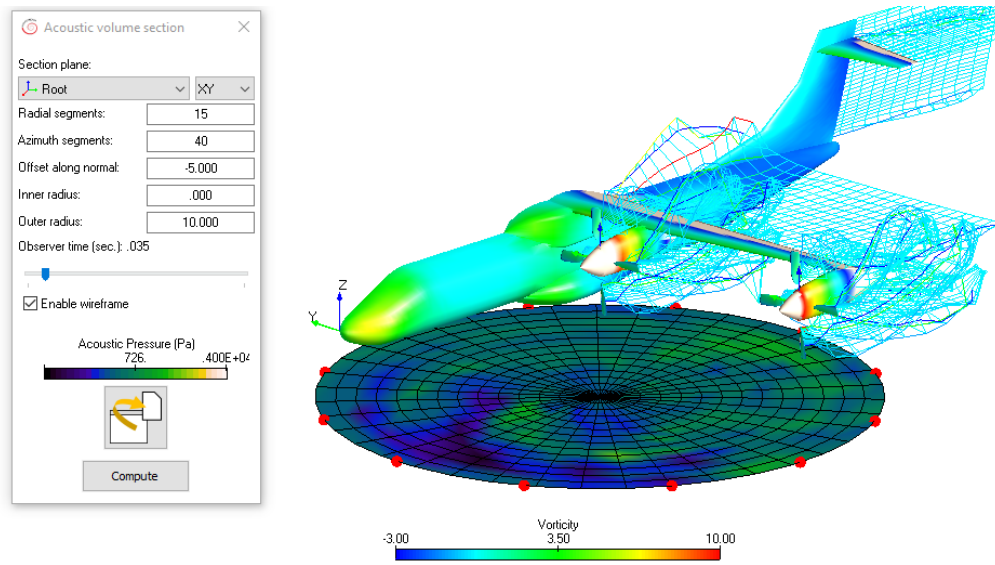 Acoustic volume section
Section plane:
Root XY
Radial segments: 15
Azimuth segments: 40
Offset along normal: -5.000
Inner radius: .000
Outer radius: 10.000
Observer time (sec.): .035
Enable wireframe
Acoustic Pressure (Pa)
726. .400E+04
Compute
Z
Y
Vorticity
-3.00 3.50 10.00